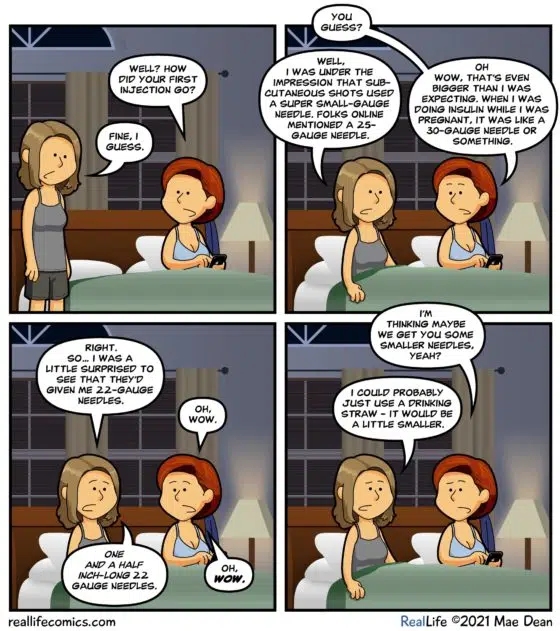 WELL? HOW
DID YOUR FIRST
INJECTION GO?
FINE, I
GUESS.
YOU
GUESS?
WELL,
I WAS UNDER THE
IMPRESSION THAT SUB-
CUTANEOUS SHOTS USED
A SUPER SMALL-GAUGE
NEEDLE. FOLKS ONLINE
MENTIONED A 25-
GAUGE NEEDLE.
OH
WOW, THAT'S EVEN
BIGGER THAN I WAS
EXPECTING. WHEN I WAS
DOING INSULIN WHILE I WAS
PREGNANT, IT WAS LIKE A
30-GAUGE NEEDLE OR
SOMETHING.
RIGHT.
SO... I WAS A
LITTLE SURPRISED TO
SEE THAT THEY'D
GIVEN ME 22-GAUGE
NEEDLES.
OH,
WOW.
ONE
AND A HALF
INCH-LONG 22
GAUGE NEEDLES.
OH,
WOW.
I'M
THINKING MAYBE
WE GET YOU SOME
SMALLER NEEDLES,
YEAH?
I COULD PROBABLY
JUST USE A DRINKING
STRAW - IT WOULD BE
A LITTLE SMALLER.
reallifecomics.com
RealLife ©2021 Mae Dean